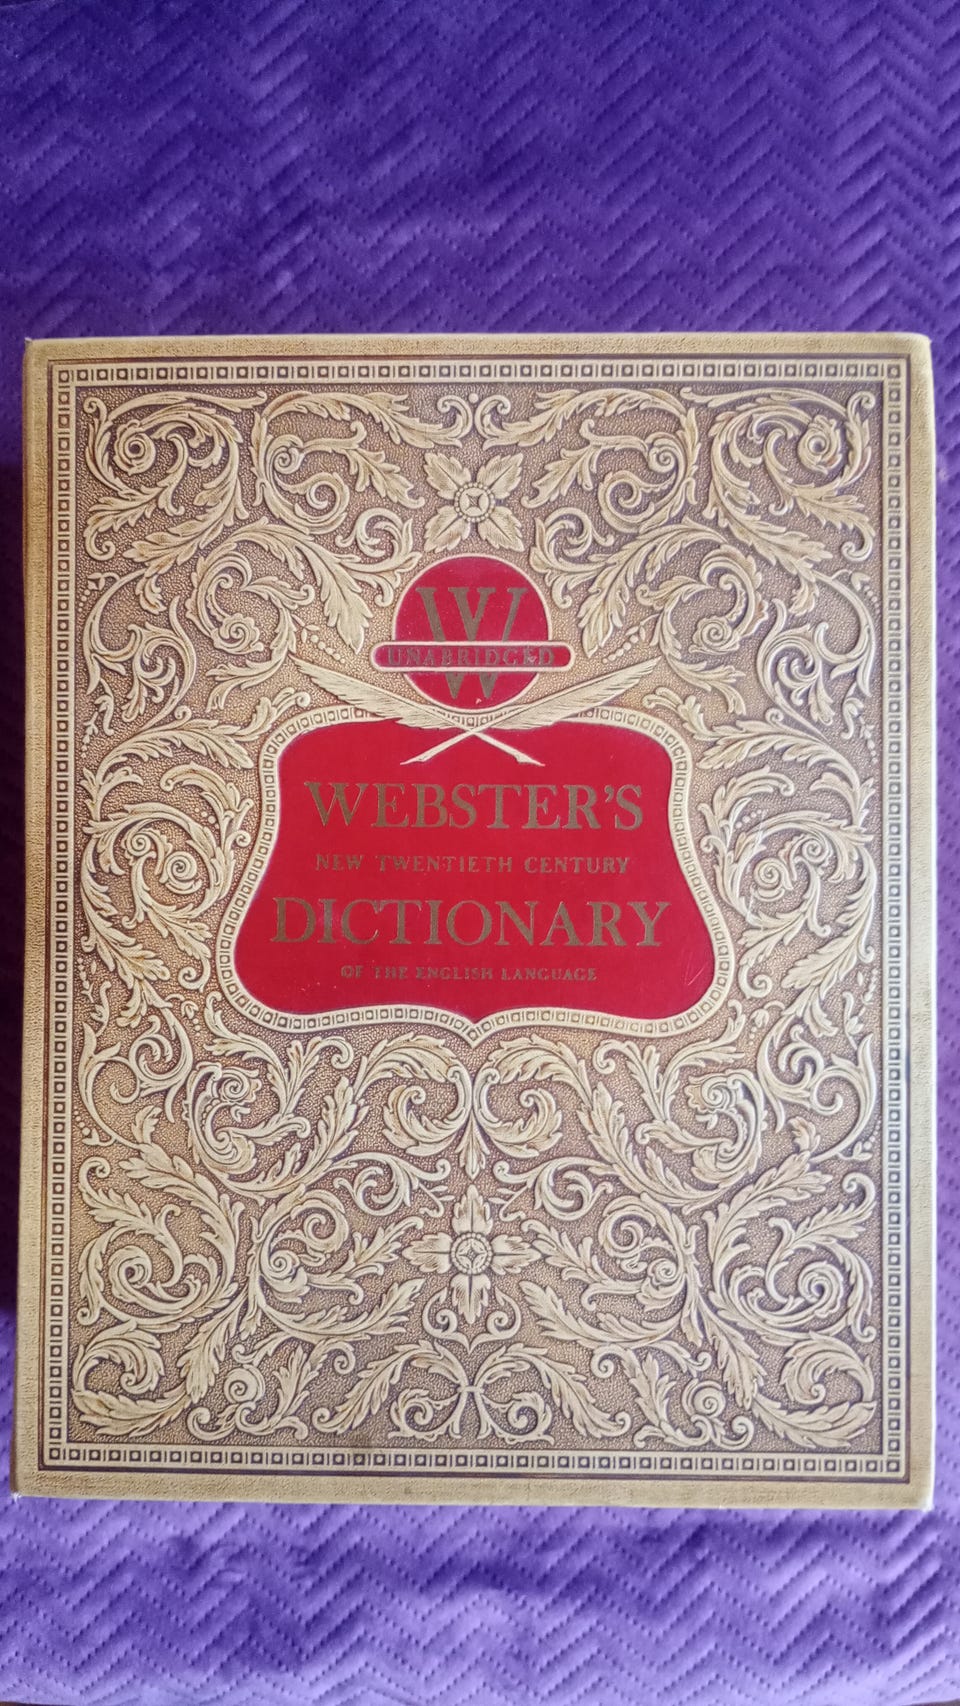 W
UNABRIDGED
WEBSTER'S
NEW TWENTIETH CENTURY
DICTIONARY
OF THE ENGLISH LANGUAGE